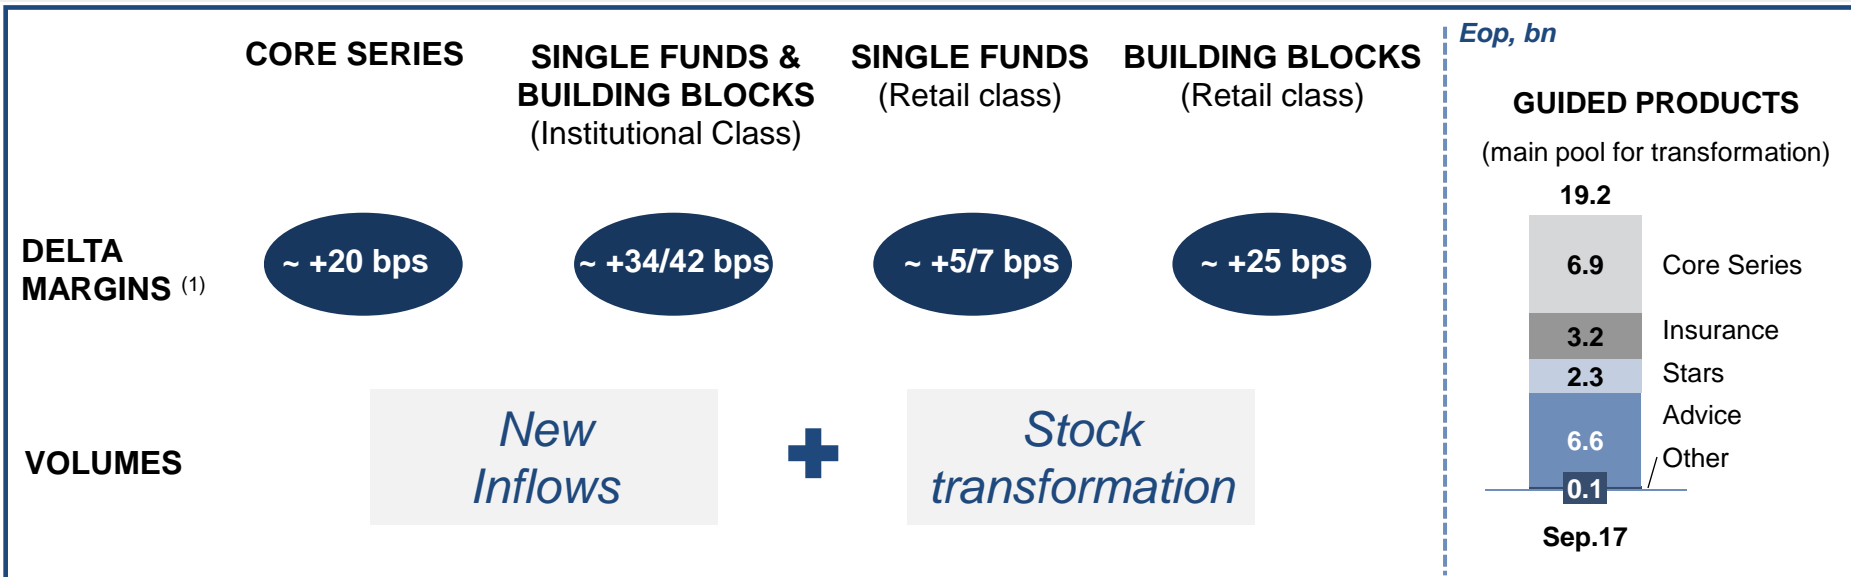 CORE SERIES
SINGLE FUNDS &
BUILDING BLOCKS
(Institutional Class)
SINGLE FUNDS
(Retail class)
BUILDING BLOCKS
(Retail class)
DELTA
MARGINS (1)
~ +20 bps
~ +34/42 bps
~ +5/7 bps
~ +25 bps
VOLUMES
New
Inflows
Stock
transformation
Eop, bn
GUIDED PRODUCTS
(main pool for transformation)
19.2
6.9 Core Series
3.2 Insurance
2.3 Stars
6.6 Advice
0.1 Other
Sep.17